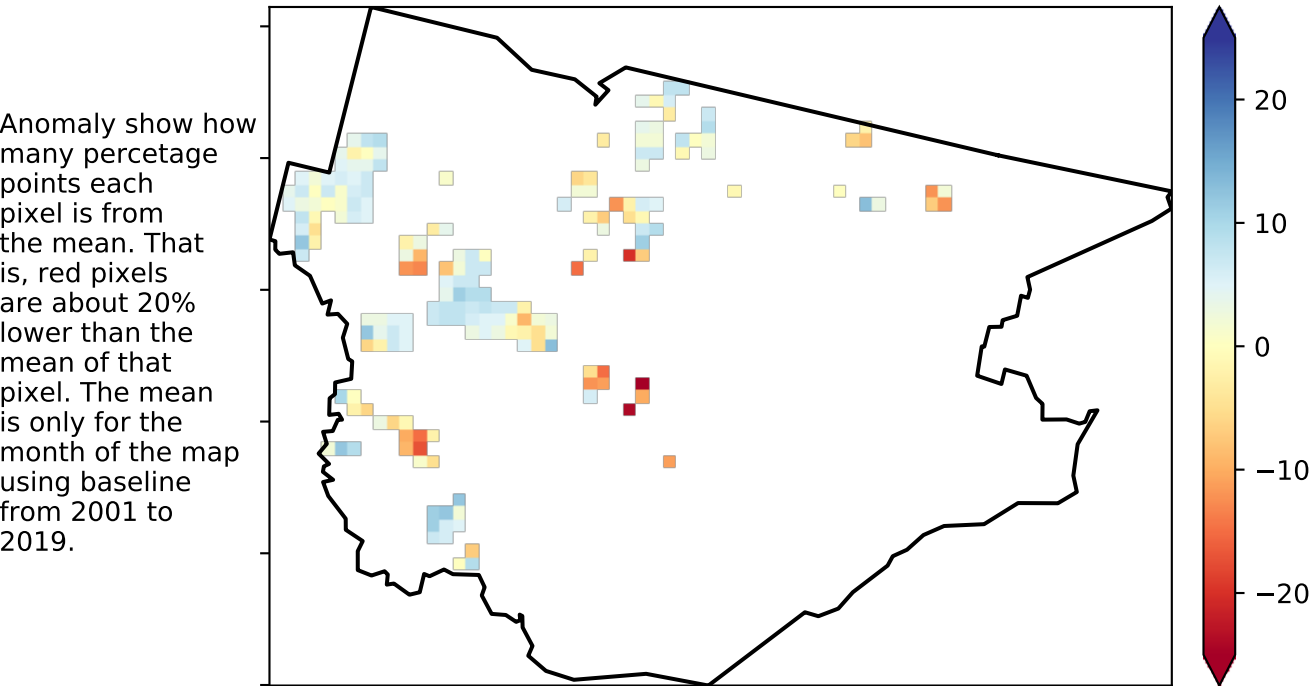 Anomaly show how
many percetage
points each
pixel is from
the mean. That
is, red pixels
are about 20%
lower than the
mean of that
pixel. The mean
is only for the
month of the map
using baseline
from 2001 to
2019.
20
10
0
−10
−20